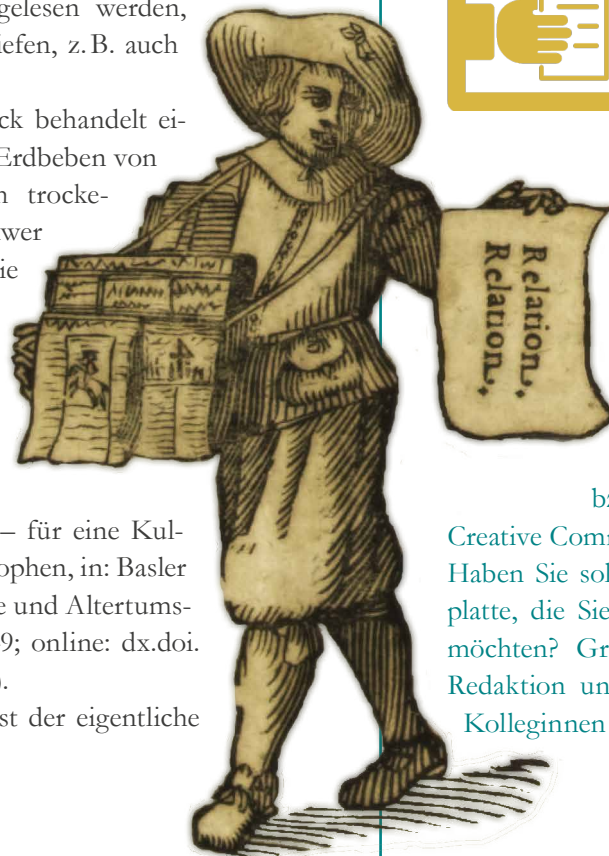 gelesen werden,
iefen, z. B. auch
ck behandelt ei-
Erdbeben von
n trocke-
wer
ie
– für eine Kul-
ophen, in: Basler
e und Altertums-
9; online: dx.doi.
).
st der eigentliche
Relation,
Relation,
bz
Creative Comm
Haben Sie sol
platte, die Sie
möchten? Gr
Redaktion un
Kolleginnen